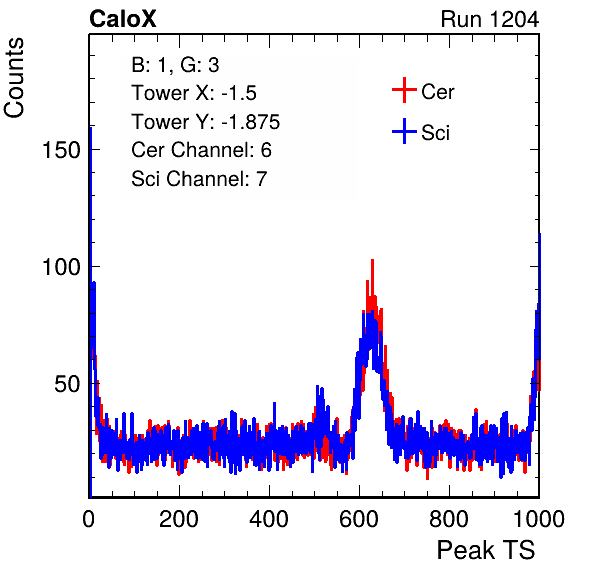 CaloX Run 1204
Counts
B: 1, G: 3
Tower X: -1.5
Tower Y: -1.875
Cer Channel: 6
Sci Channel: 7
Cer
Sci
150
100
50
0 200 400 600 800 1000
Peak TS